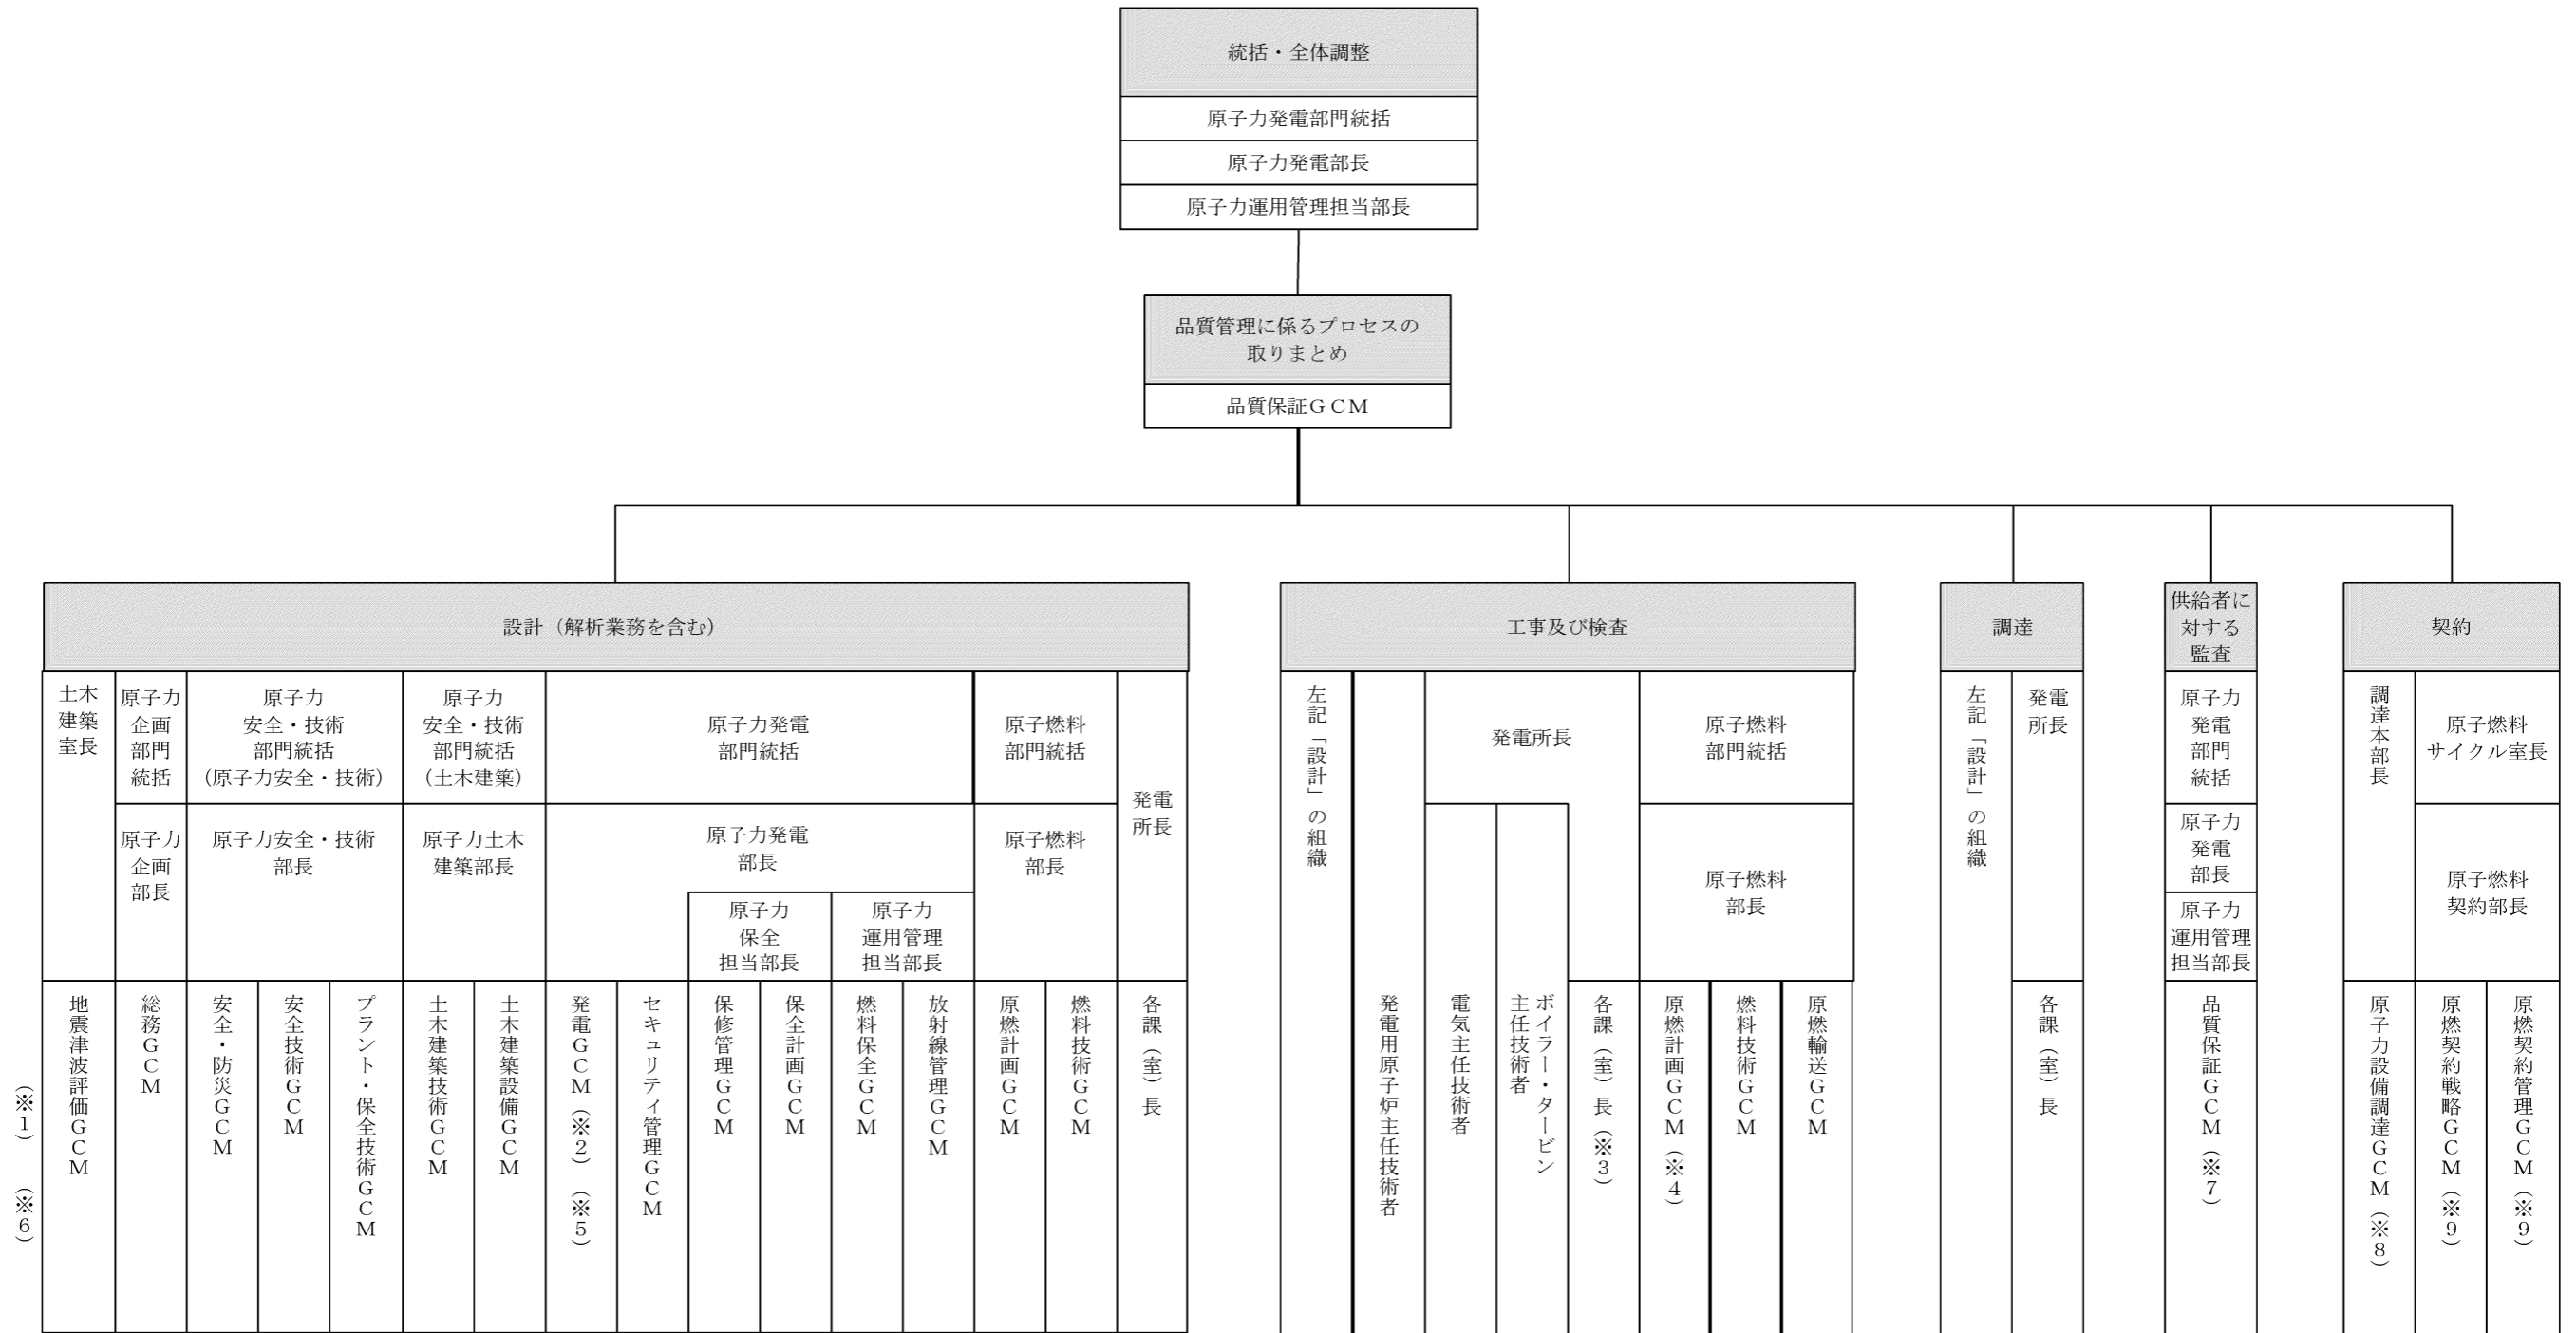 統括・全体調整
原子力発電部門統括
原子力発電部長
原子力運用管理担当部長
品質管理に係るプロセスの
取りまとめ
品質保証GCM
設計（解析業務を含む）
土木
建築
室長
原子力
企画
部門
統括
原子力
安全・技術
部門統括
（原子力安全・技術）
原子力
安全・技術
部門統括
（土木建築）
原子力発電
部門統括
原子燃料
部門統括
発電
所長
原子力
企画
部長
原子力安全・技術
部長
原子力土木
建築部長
原子力発電
部長
原子力
保全
担当部長
原子力
運用管理
担当部長
原子燃料
部長
（※1）　（※6）
地震津波評価GCM
総務GCM
安全・防災GCM
安全技術GCM
プラント・保全技術GCM
土木建築技術GCM
土木建築設備GCM
発電GCM（※2）（※5）
セキュリティ管理GCM
保修管理GCM
保全計画GCM
燃料保全GCM
放射線管理GCM
原燃計画GCM
燃料技術GCM
各課（室）長
工事及び検査
左記「設計」の組織
発電所長
原子燃料
部門統括
原子燃料
部長
発電用原子炉主任技術者
電気主任技術者
ボイラー・タービン
主任技術者
各課（室）長（※3）
原燃計画GCM（※4）
燃料技術GCM
原燃輸送GCM
調達
左記「設計」の組織
発電
所長
各課（室）長
供給者に
対する
監査
原子力
発電
部門
統括
原子力
発電
部長
原子力
運用管理
担当部長
品質保証GCM（※7）
契約
調達本部長
原子燃料
サイクル室長
原子燃料
契約部長
原子力設備調達GCM（※8）
原燃契約戦略GCM（※9）
原燃契約管理GCM（※9）